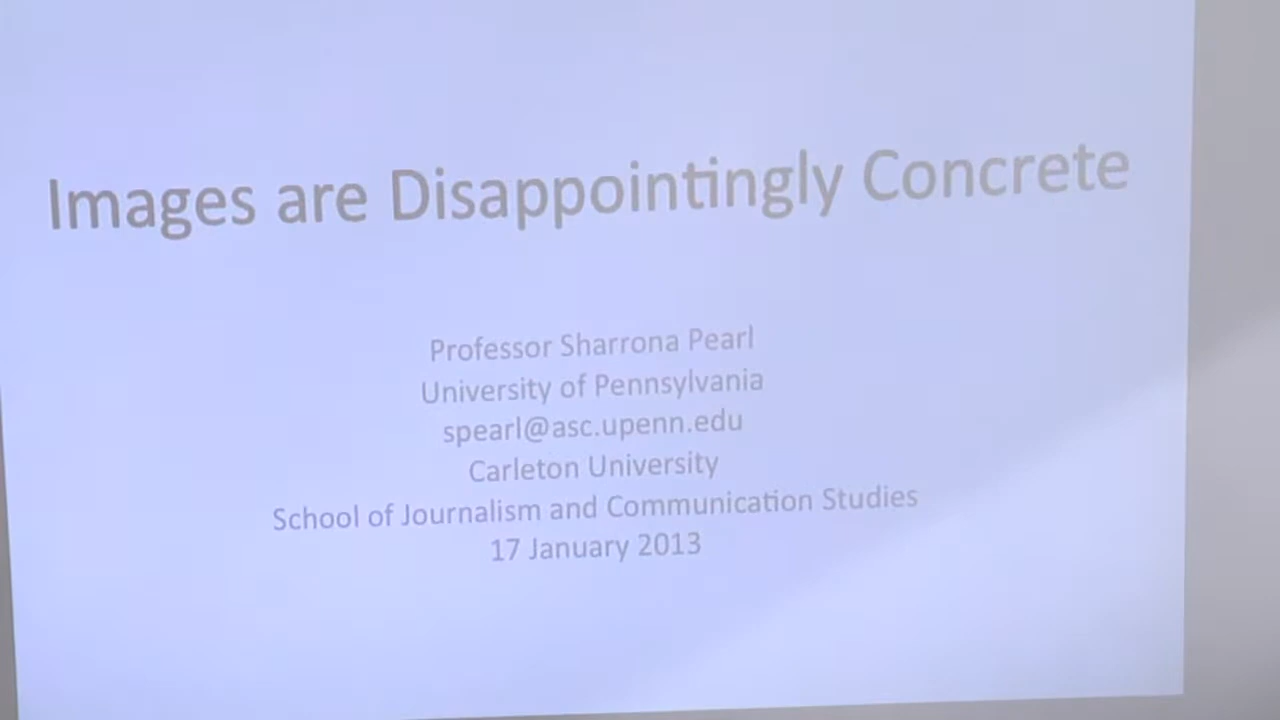 Images are Disappointingly Concrete
Professor Sharrona Pearl
University of Pennsylvania
spearl@asc.upenn.edu
Carleton University
School of Journalism and Communication Studies
17 January 2013